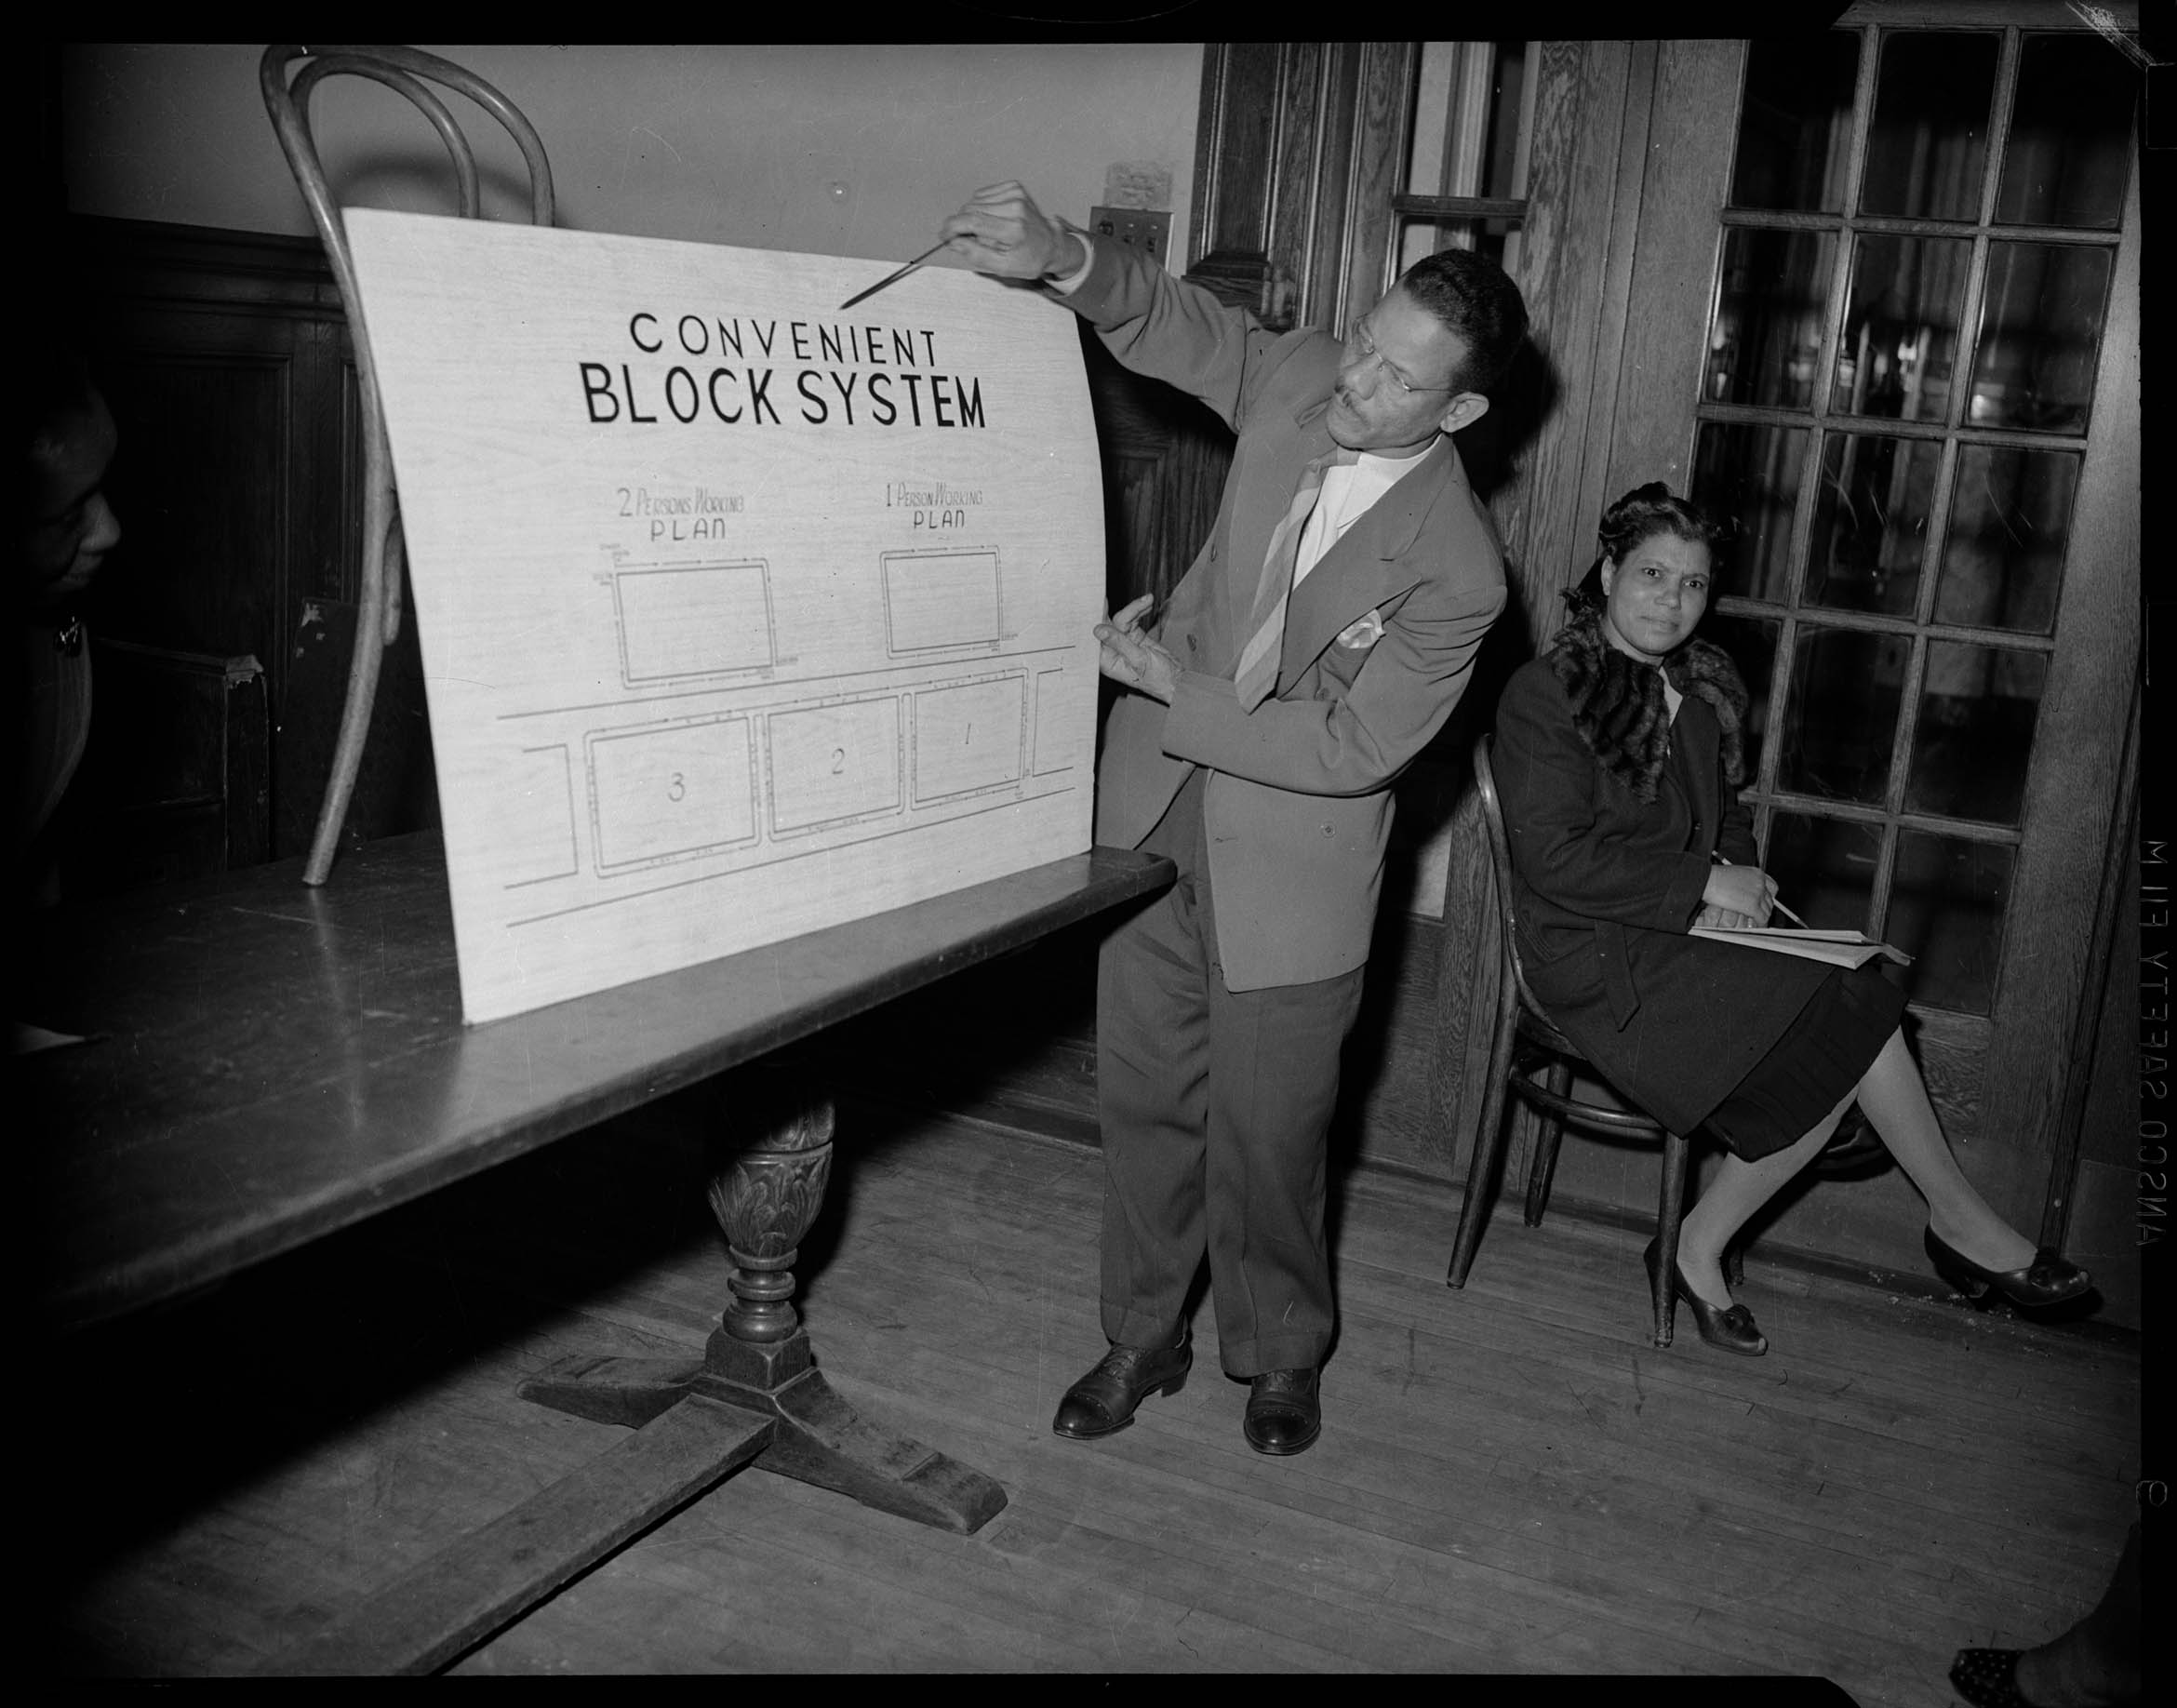 CONVENIENT
BLOCK SYSTEM
2 PERSONS WORKING
PLAN
1 PERSON WORKING
PLAN
3
2
1
ANSCO SAFETY FILM